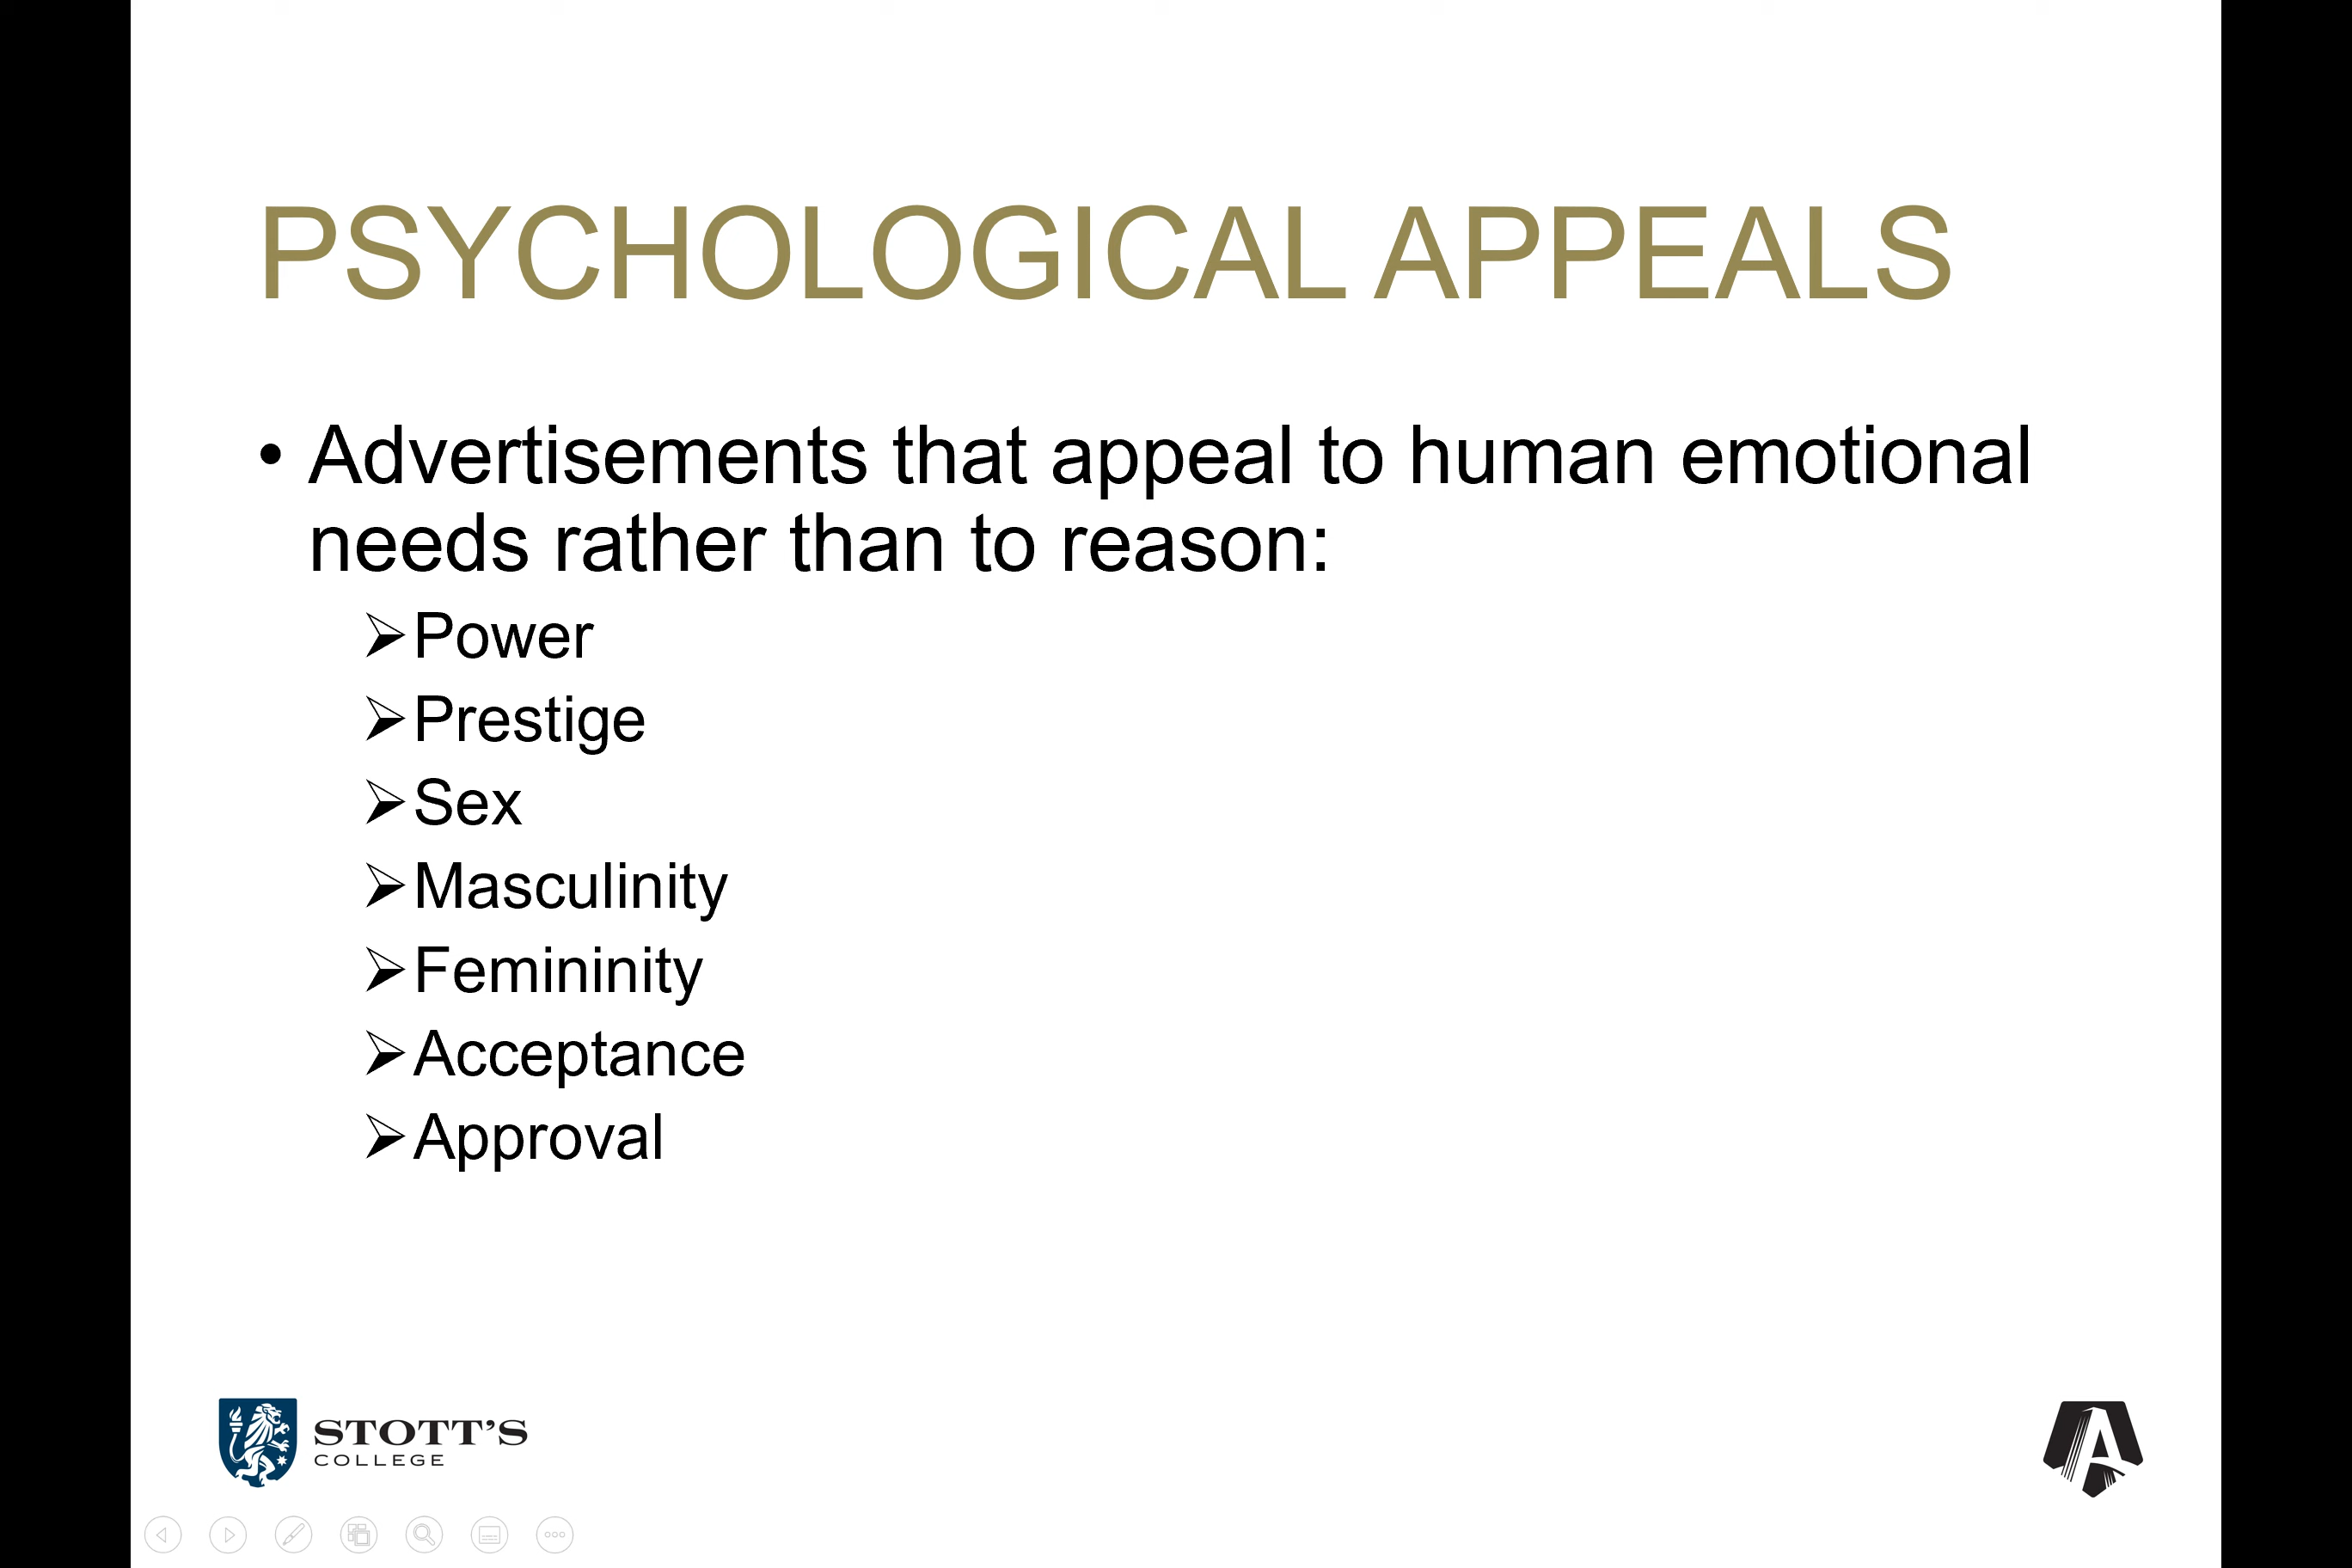 PSYCHOLOGICAL APPEALS
• Advertisements that appeal to human emotional
needs rather than to reason:
➢Power
➢Prestige
➢Sex
➢Masculinity
➢Femininity
➢Acceptance
➢Approval
STOTT'S
COLLEGE
A